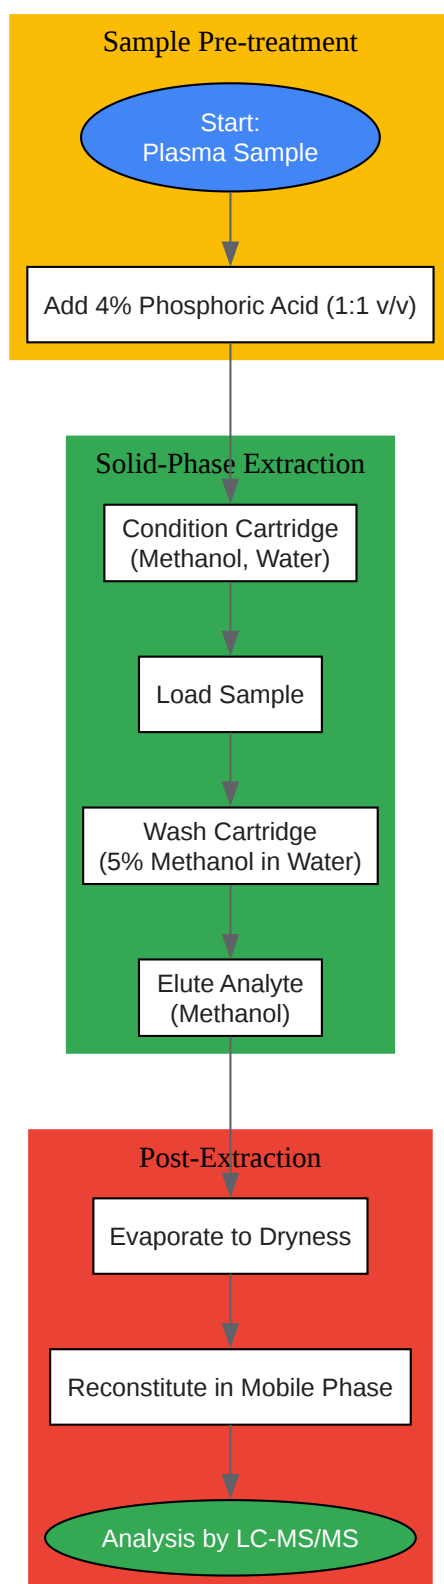 Sample Pre-treatment
Start:
Plasma Sample
Add 4% Phosphoric Acid (1:1 v/v)
Solid-Phase Extraction
Condition Cartridge
(Methanol, Water)
Load Sample
Wash Cartridge
(5% Methanol in Water)
Elute Analyte
(Methanol)
Post-Extraction
Evaporate to Dryness
Reconstitute in Mobile Phase
Analysis by LC-MS/MS